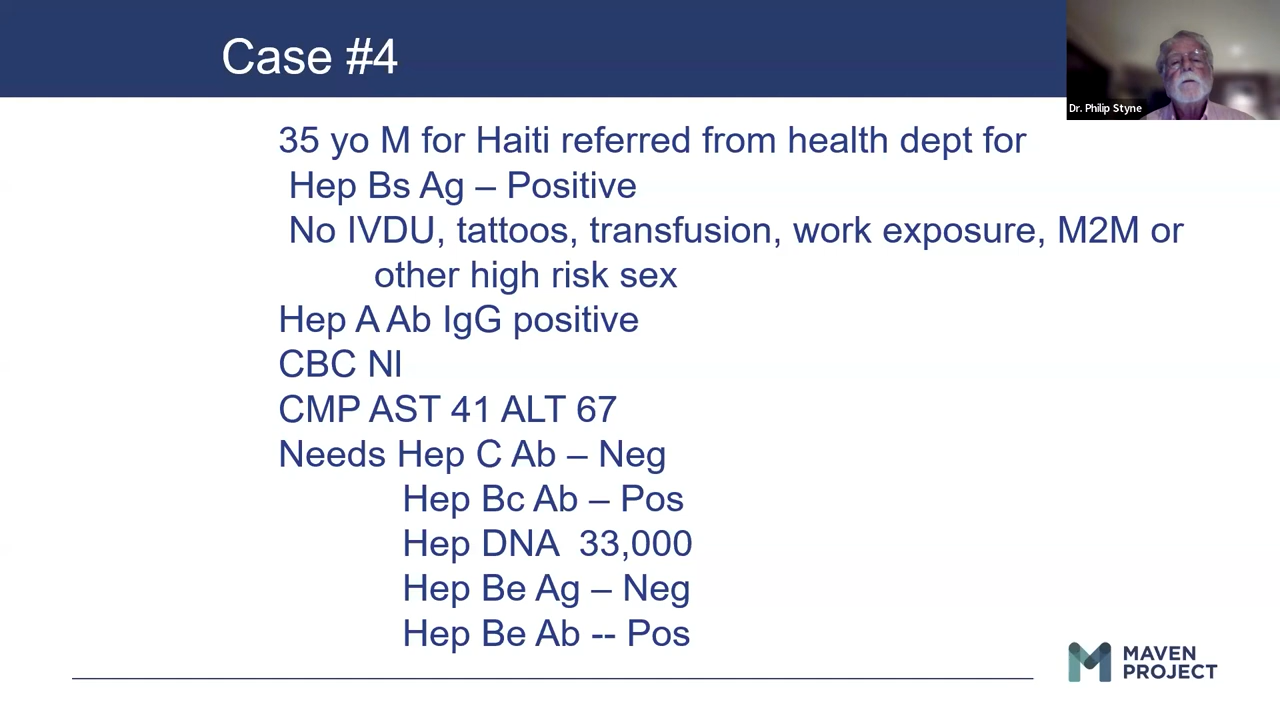 Case #4
Dr. Philip Styne
35 yo M for Haiti referred from health dept for
Hep Bs Ag – Positive
No IVDU, tattoos, transfusion, work exposure, M2M or
other high risk sex
Hep A Ab IgG positive
CBC Nl
CMP AST 41 ALT 67
Needs Hep C Ab – Neg
Hep Bc Ab – Pos
Hep DNA 33,000
Hep Be Ag – Neg
Hep Be Ab -- Pos
MAVEN
PROJECT